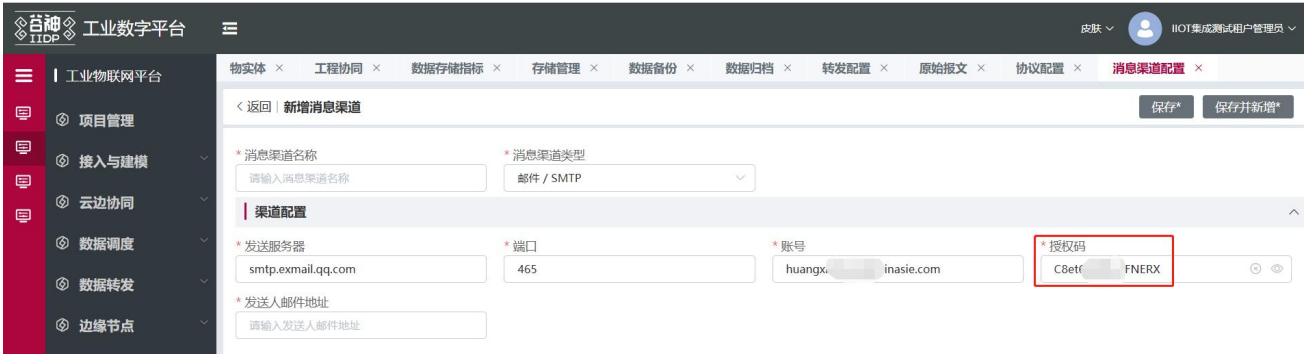 谷神 IIDP 工业数字平台 皮肤 IIOT集成测试租户管理员
工业物联网平台
项目管理
接入与建模
云边协同
数据调度
数据转发
边缘节点
物实体 × 工程协同 × 数据存储指标 × 存储管理 × 数据备份 × 数据归档 × 转发配置 × 原始报文 × 协议配置 × 消息渠道配置 ×
< 返回 | 新增消息渠道 保存* 保存并新增*
* 消息渠道名称 * 消息渠道类型
请输入消息渠道名称 邮件 / SMTP
渠道配置
* 发送服务器 * 端口 * 账号 * 授权码
smtp.exmail.qq.com 465 huangx inasie.com C8et FNERX
* 发送人邮件地址
请输入发送人邮件地址